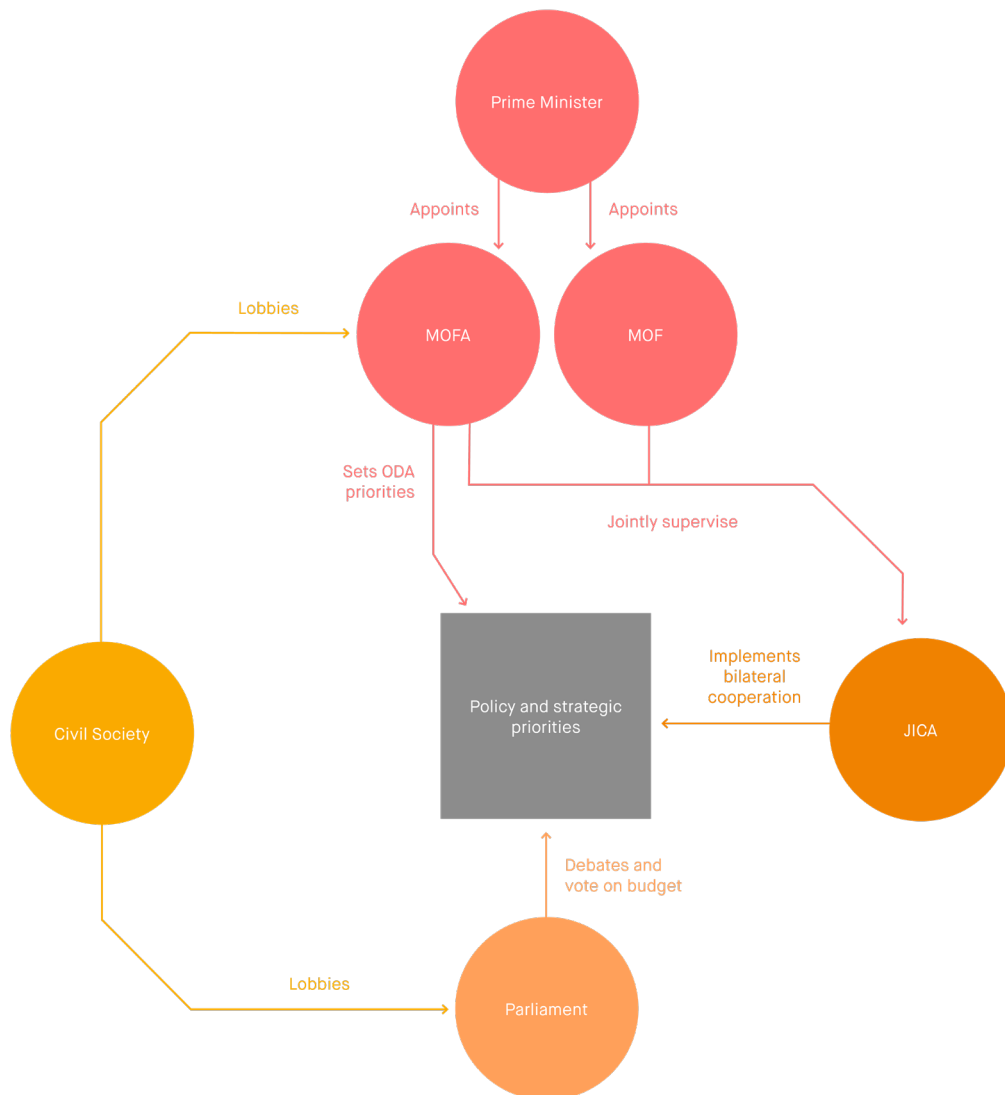 Prime Minister
Appoints
Appoints
Lobbies
MOFA
MOF
Sets ODA
priorities
Jointly supervise
Implements
bilateral
cooperation
Policy and strategic
priorities
Civil Society
JICA
Debates and
vote on budget
Lobbies
Parliament